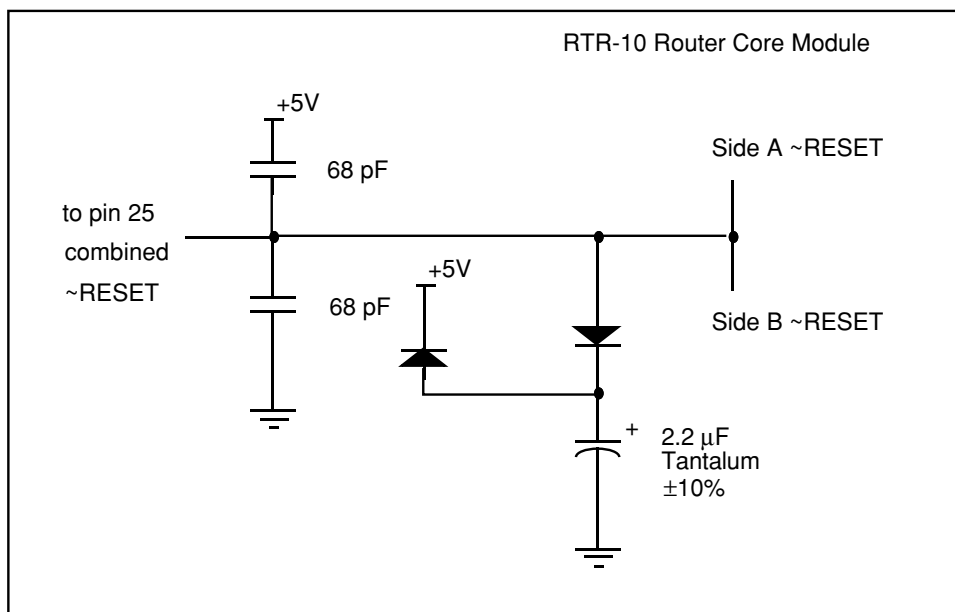 RTR-10 Router Core Module
+5V
68 pF
Side A ~RESET
to pin 25
combined
~RESET
+5V
68 pF
Side B ~RESET
+
2.2 μF
Tantalum
±10%